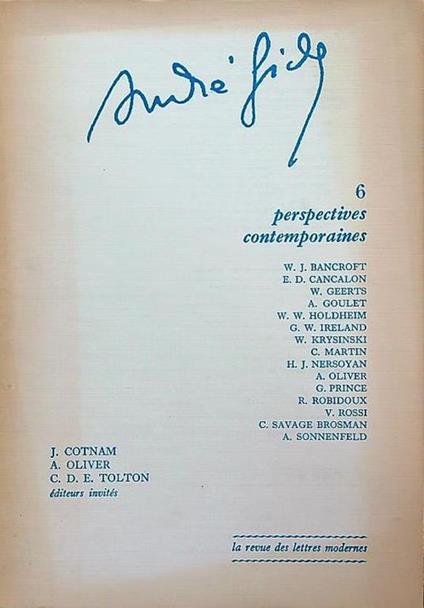 André Gide
6
perspectives
contemporaines
W. J. BANCROFT
E. D. CANCALON
W. GEERTS
A. GOULET
W. W. HOLDHEIM
G. W. IRELAND
W. KRYSINSKI
C. MARTIN
H. J. NERSOYAN
A. OLIVER
G. PRINCE
R. ROBIDOUX
V. ROSSI
C. SAVAGE BROSMAN
A. SONNENFELD
J. COTNAM
A. OLIVER
C. D. E. TOLTON
éditeurs invités
la revue des lettres modernes